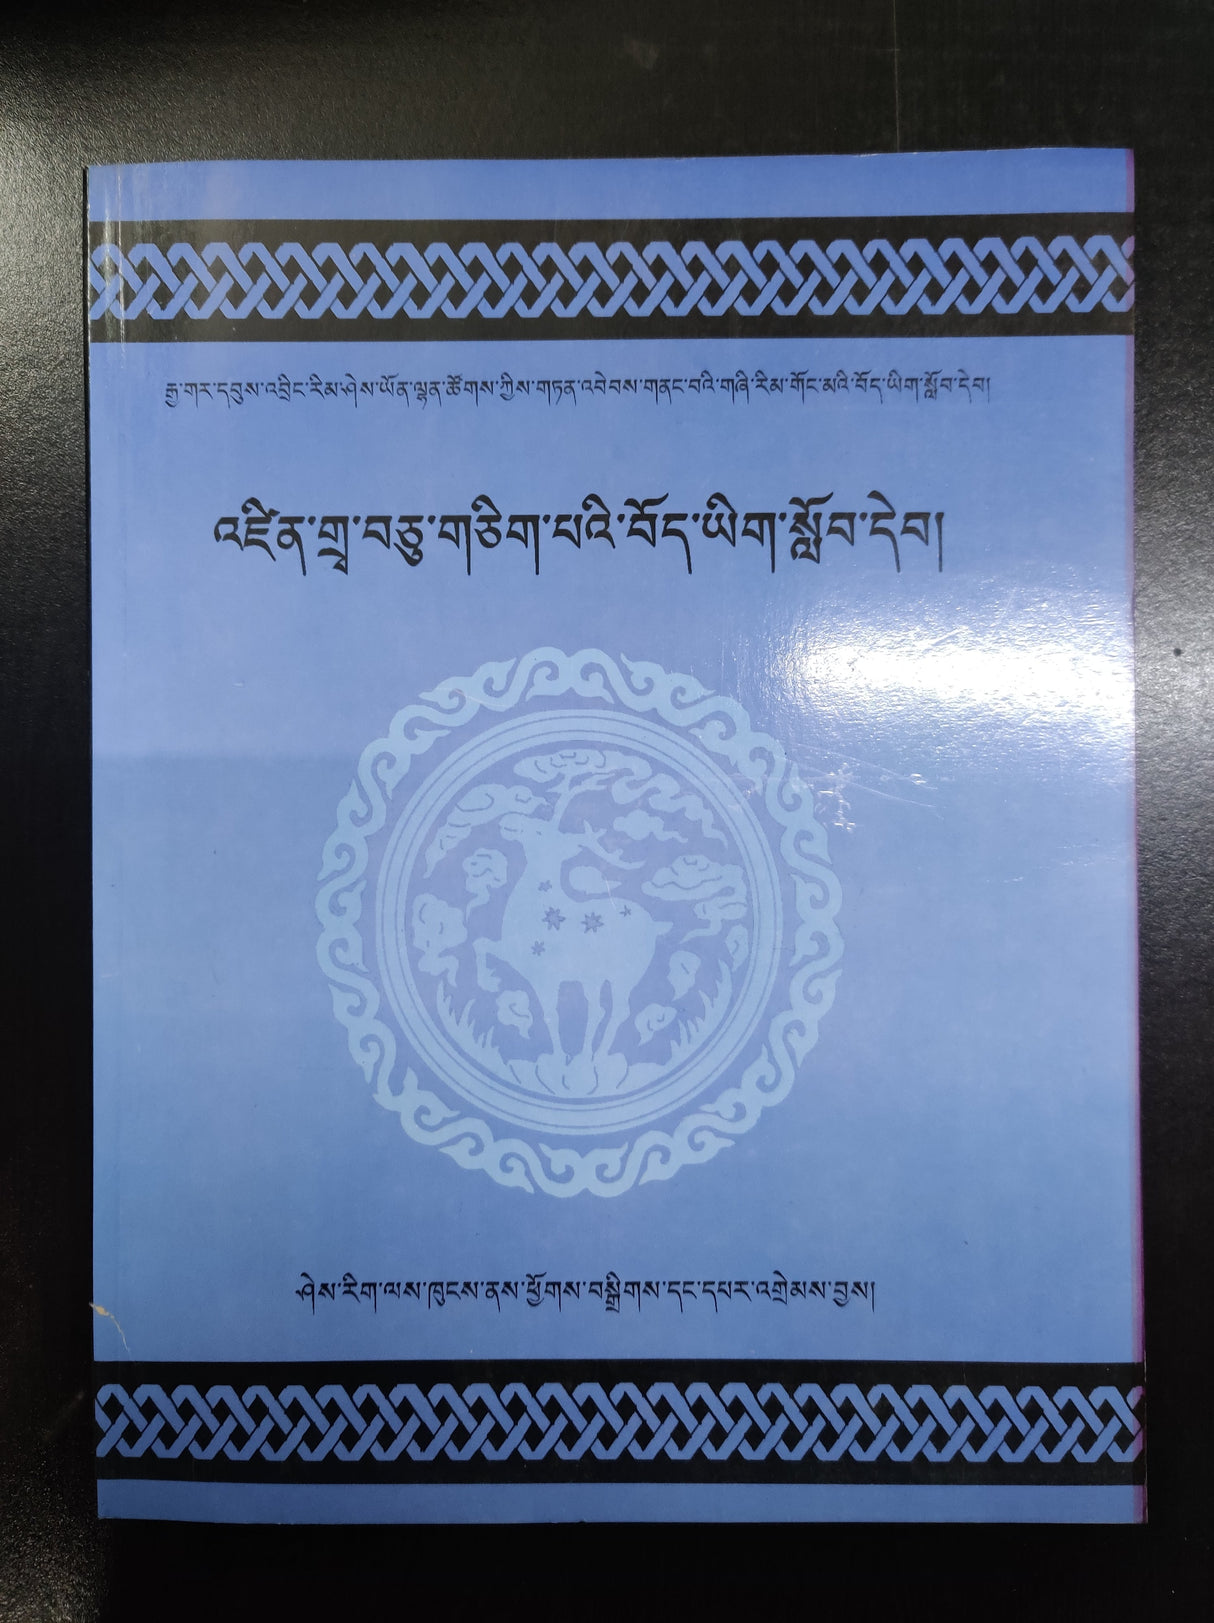 རྒྱ་གར་དབུས་འབྲིང་རིམ་ཤེས་ཡོན་ལྷན་ཚོགས་ཀྱིས་གཏན་འབེབས་གནང་བའི་གཞི་རིམ་གོང་མའི་བོད་ཡིག་སློབ་དེབ།
འཛིན་གྲྭ་བཅུ་གཅིག་པའི་བོད་ཡིག་སློབ་དེབ།
ཤེས་རིག་ལས་ཁུངས་ནས་ཕྱོགས་བསྒྲིགས་དང་དཔར་འགྲེམས་བྱས།